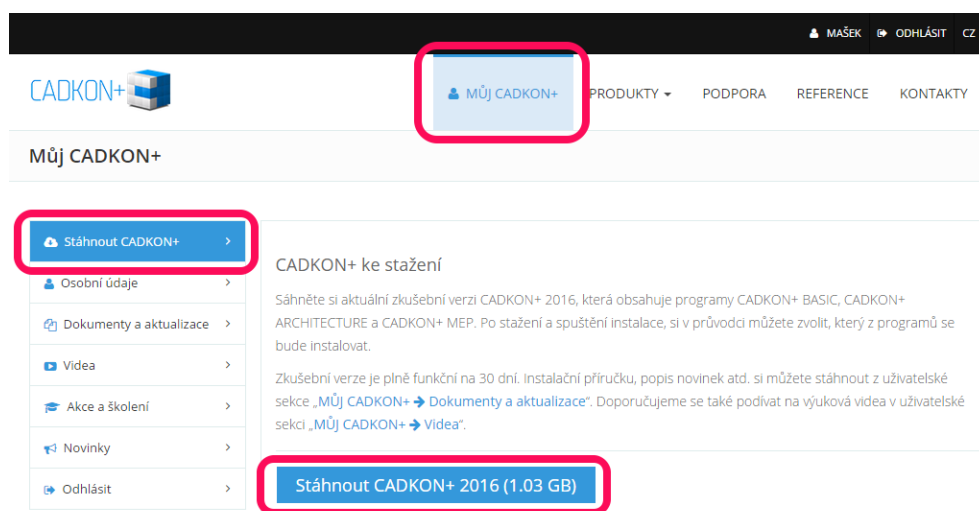 MAŠEK ODHLÁSIT CZ
CADKON+
MŮJ CADKON+ PRODUKTY PODPORA REFERENCE KONTAKTY
Můj CADKON+
Stáhnout CADKON+
Osobní údaje
Dokumenty a aktualizace
Videa
Akce a školení
Novinky
Odhlásit
CADKON+ ke stažení
Sáhněte si aktuální zkušební verzi CADKON+ 2016, která obsahuje programy CADKON+ BASIC, CADKON+
ARCHITECTURE a CADKON+ MEP. Po stažení a spuštění instalace, si v průvodci můžete zvolit, který z programů se
bude instalovat.
Zkušební verze je plně funkční na 30 dní. Instalační příručku, popis novinek atd. si můžete stáhnout z uživatelské
sekce „MŮJ CADKON+ ➔ Dokumenty a aktualizace“. Doporučujeme se také podívat na výuková videa v uživatelské
sekci „MŮJ CADKON+ ➔ Videa“.
Stáhnout CADKON+ 2016 (1.03 GB)